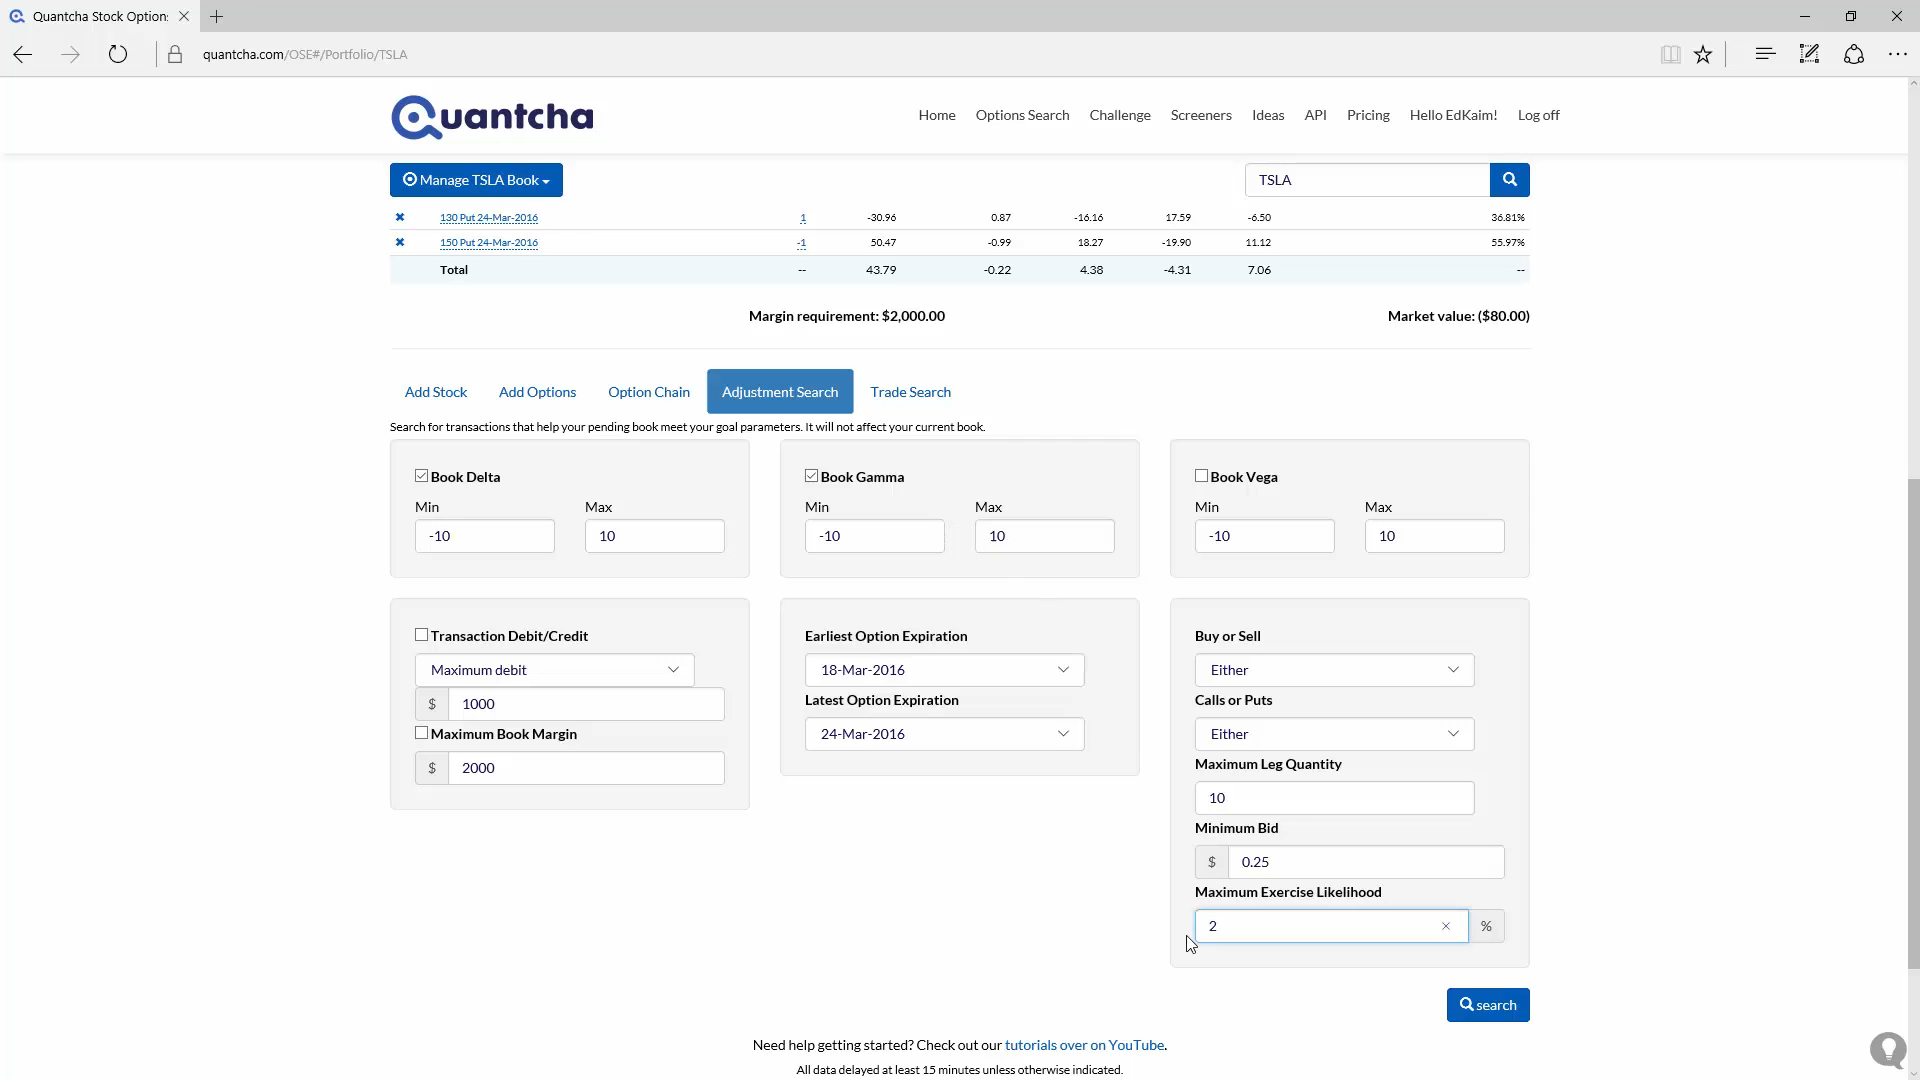 Quantcha Stock Option:
quantcha.com/OSE#/Portfolio/TSLA
Quantcha Home Options Search Challenge Screeners Ideas API Pricing Hello EdKaim! Log off
Manage TSLA Book TSLA
130 Put 24-Mar-2016 1 -30.96 0.87 -16.16 17.59 -6.50 36.81%
150 Put 24-Mar-2016 -1 50.47 -0.99 18.27 -19.90 11.12 55.97%
Total -- 43.79 -0.22 4.38 -4.31 7.06 --
Margin requirement: $2,000.00 Market value: ($80.00)
Add Stock Add Options Option Chain Adjustment Search Trade Search
Search for transactions that help your pending book meet your goal parameters. It will not affect your current book.
Book Delta
Min Max
-10 10
Book Gamma
Min Max
-10 10
Book Vega
Min Max
-10 10
Transaction Debit/Credit
Maximum debit
$ 1000
Maximum Book Margin
$ 2000
Earliest Option Expiration
18-Mar-2016
Latest Option Expiration
24-Mar-2016
Buy or Sell
Either
Calls or Puts
Either
Maximum Leg Quantity
10
Minimum Bid
$ 0.25
Maximum Exercise Likelihood
2 %
search
Need help getting started? Check out our tutorials over on YouTube.
All data delayed at least 15 minutes unless otherwise indicated.